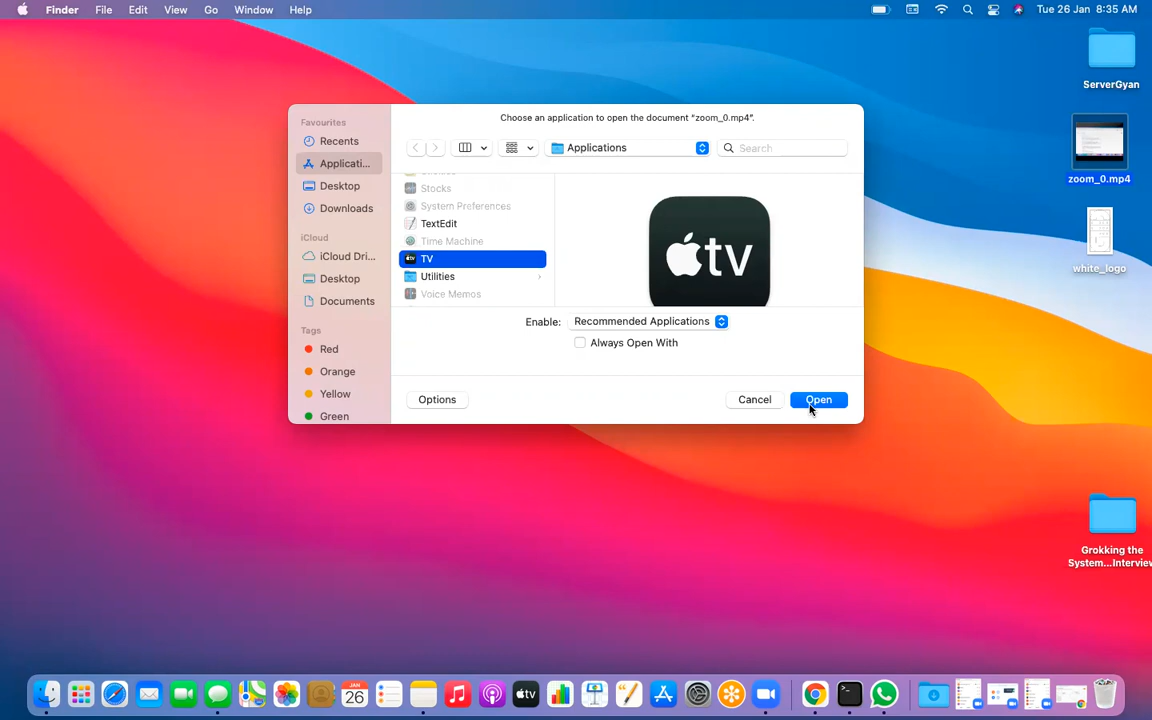 Finder File Edit View Go Window Help Tue 26 Jan 8:35 AM
ServerGyan
zoom_0.mp4
white_logo
Grokking the
System...Interview
Choose an application to open the document “zoom_0.mp4”.
Favourites
Recents
Applicati...
Desktop
Downloads
iCloud
iCloud Dri...
Desktop
Documents
Tags
Red
Orange
Yellow
Green
Applications
Search
Stocks
System Preferences
TextEdit
Time Machine
TV
Utilities
Voice Memos
tv
Enable: Recommended Applications
Always Open With
Options Cancel Open
JAN
26
tv